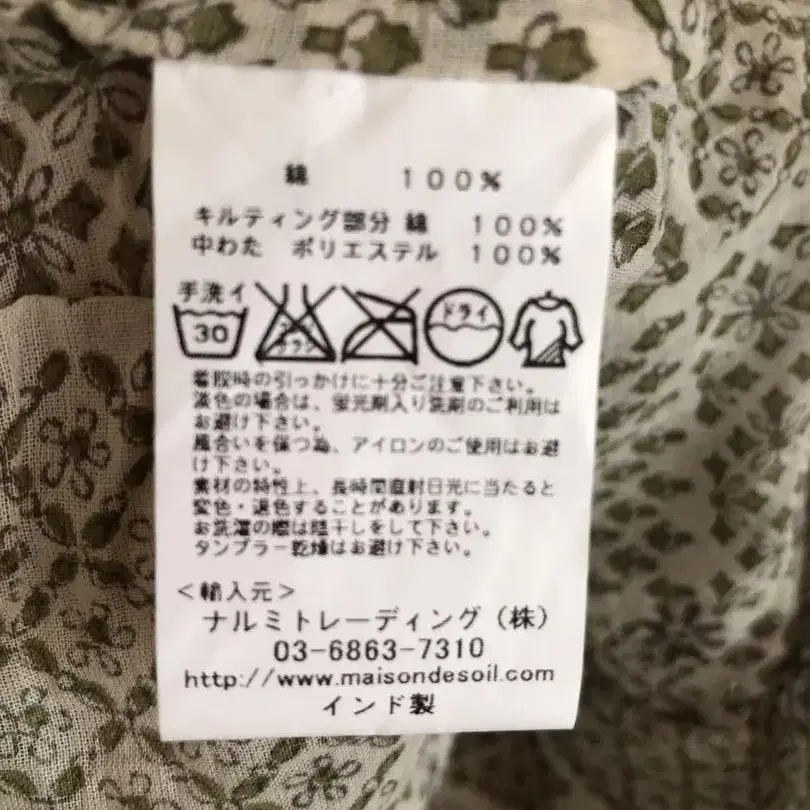 綿 100%
キルティング部分 綿 100%
中わた ポリエステル 100%
手洗イ
30
エンソ
サラシ
ドライ
着脱時の引っかけに十分ご注意下さい。
淡色の場合は、蛍光剤入り洗剤のご利用は
お避け下さい。
風合いを保つ為、アイロンのご使用はお避
け下さい。
素材の特性上、長時間直射日光に当たると
変色・退色することがあります。
お洗濯の際は陰干しをして下さい。
タンブラー乾燥はお避け下さい。
<輸入元>
ナルミトレーディング(株)
03-6863-7310
http://www.maisondesoil.com
インド製